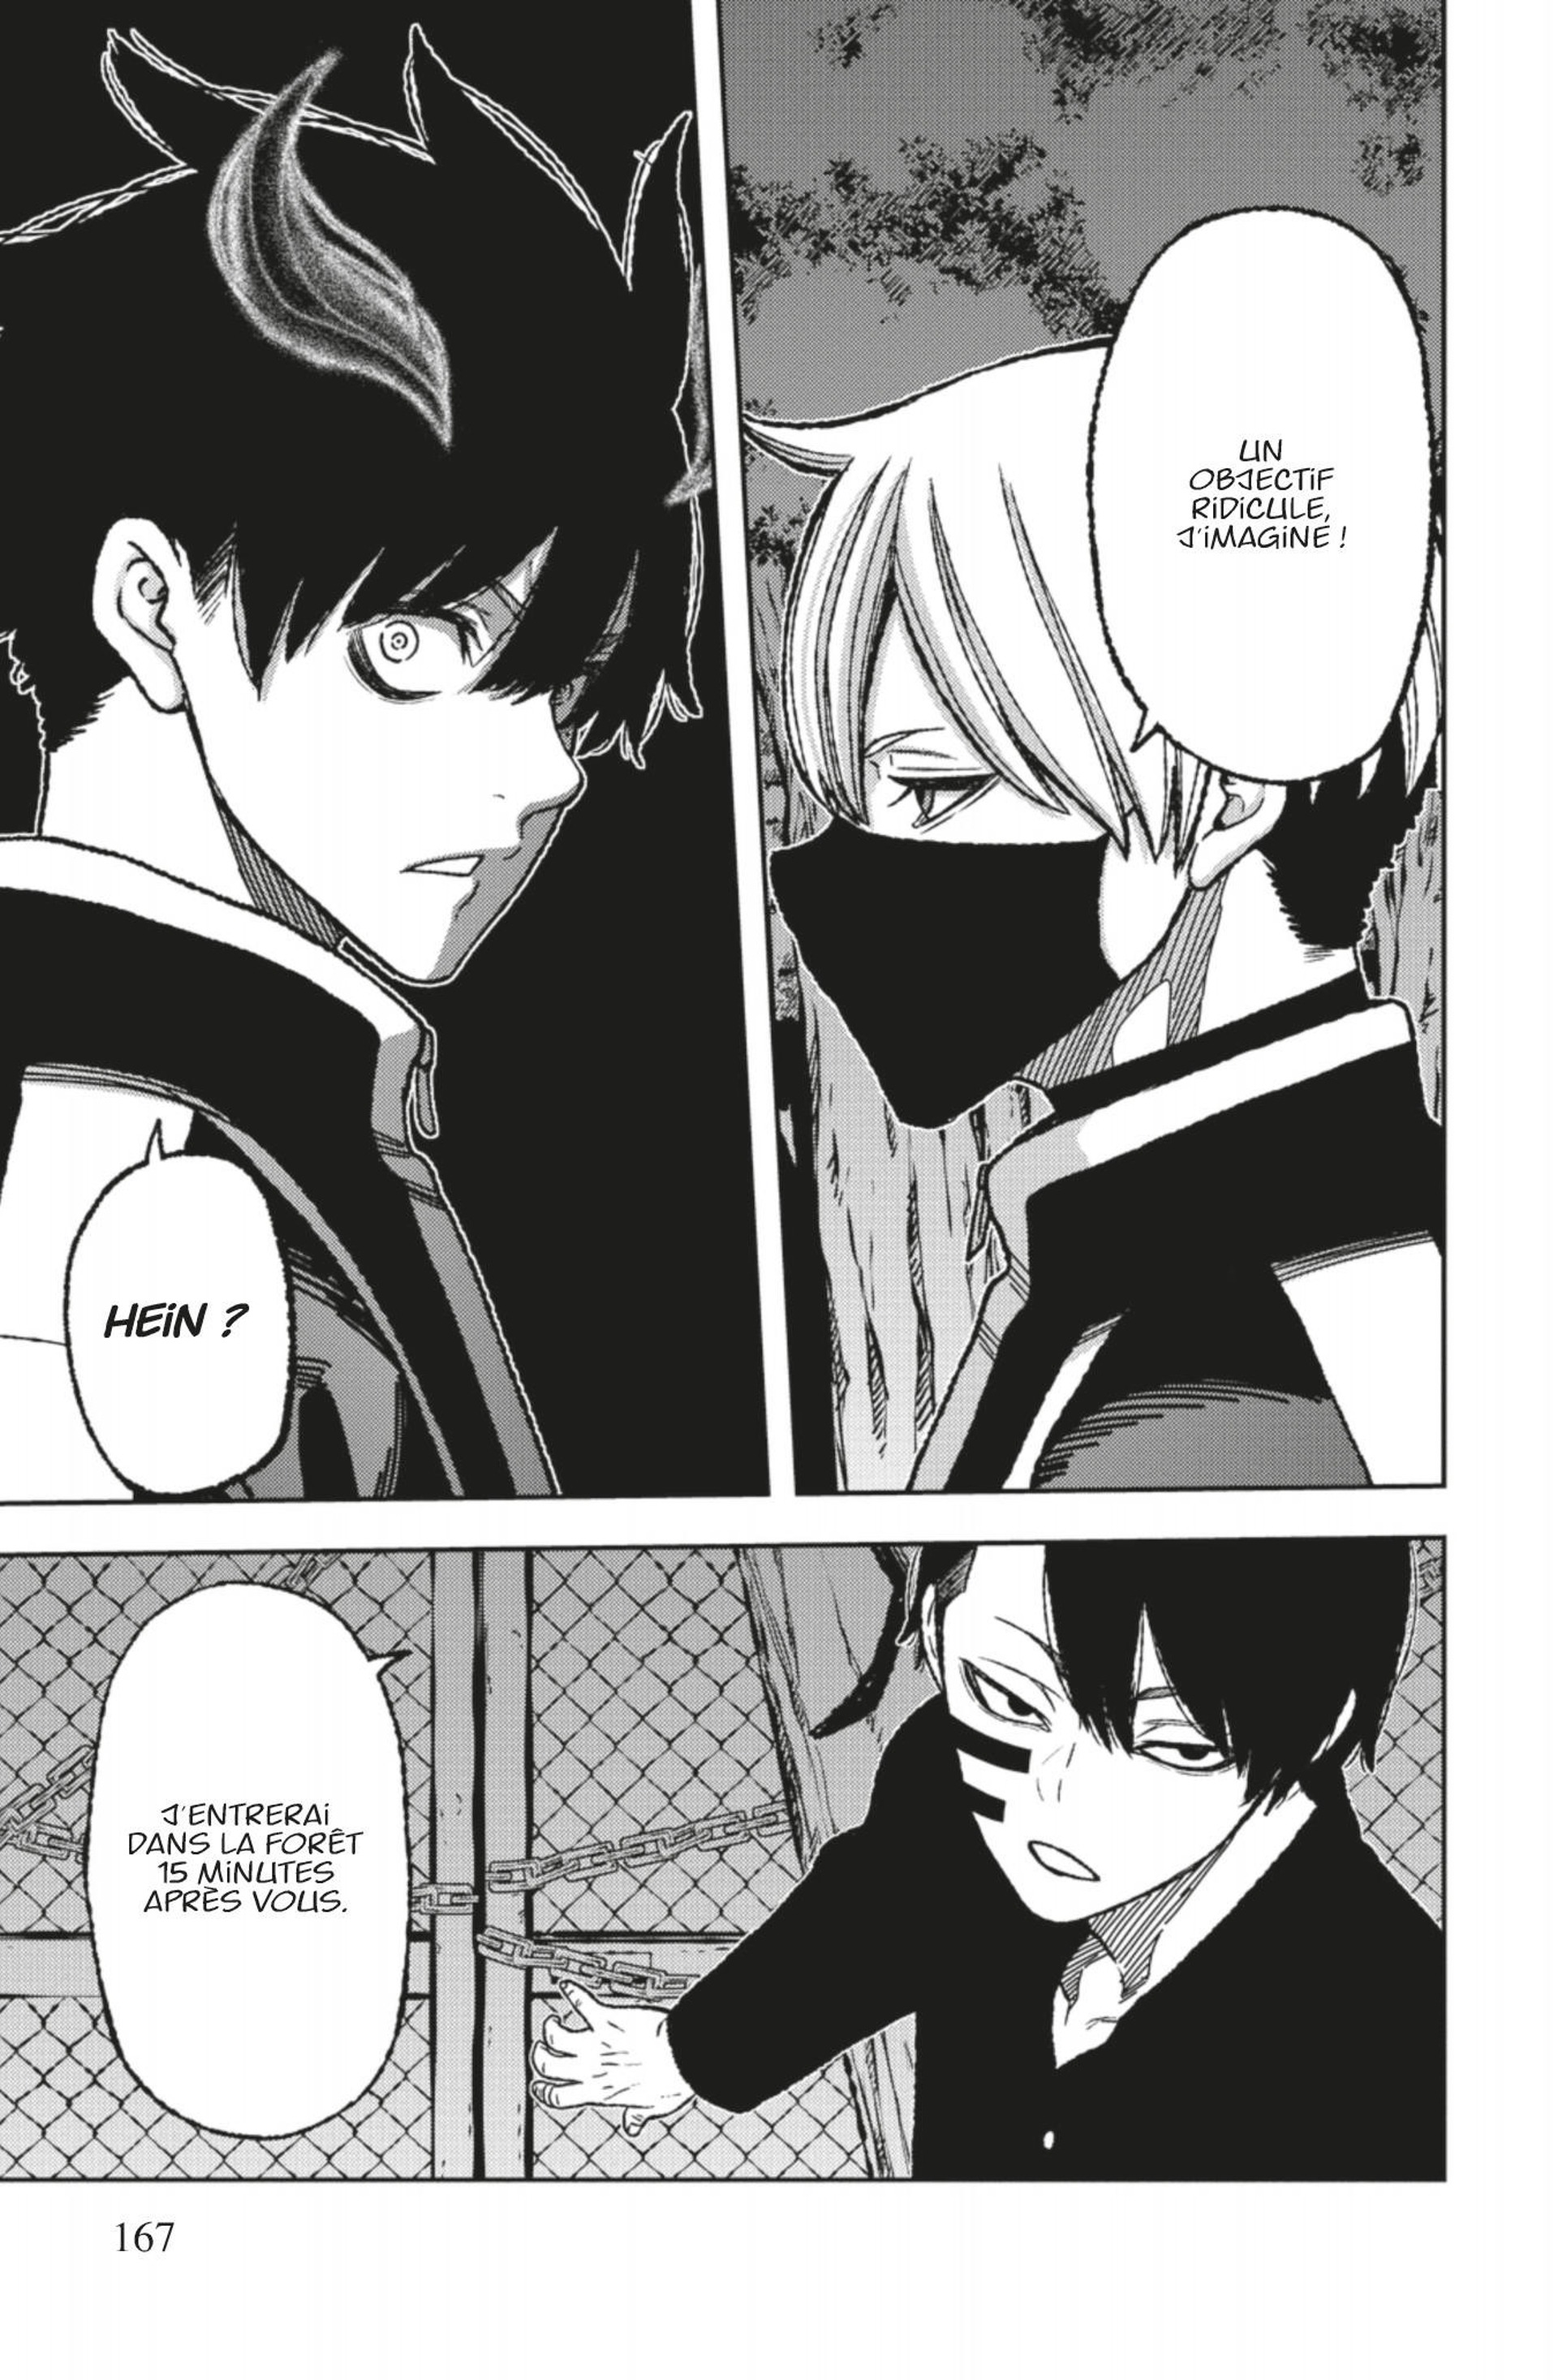 UN
OBJECTIF
RIDICULE,
J'IMAGINE !
HEIN ?
J'ENTRERAI
DANS LA FORÊT
15 MINUTES
APRÈS VOUS.
167